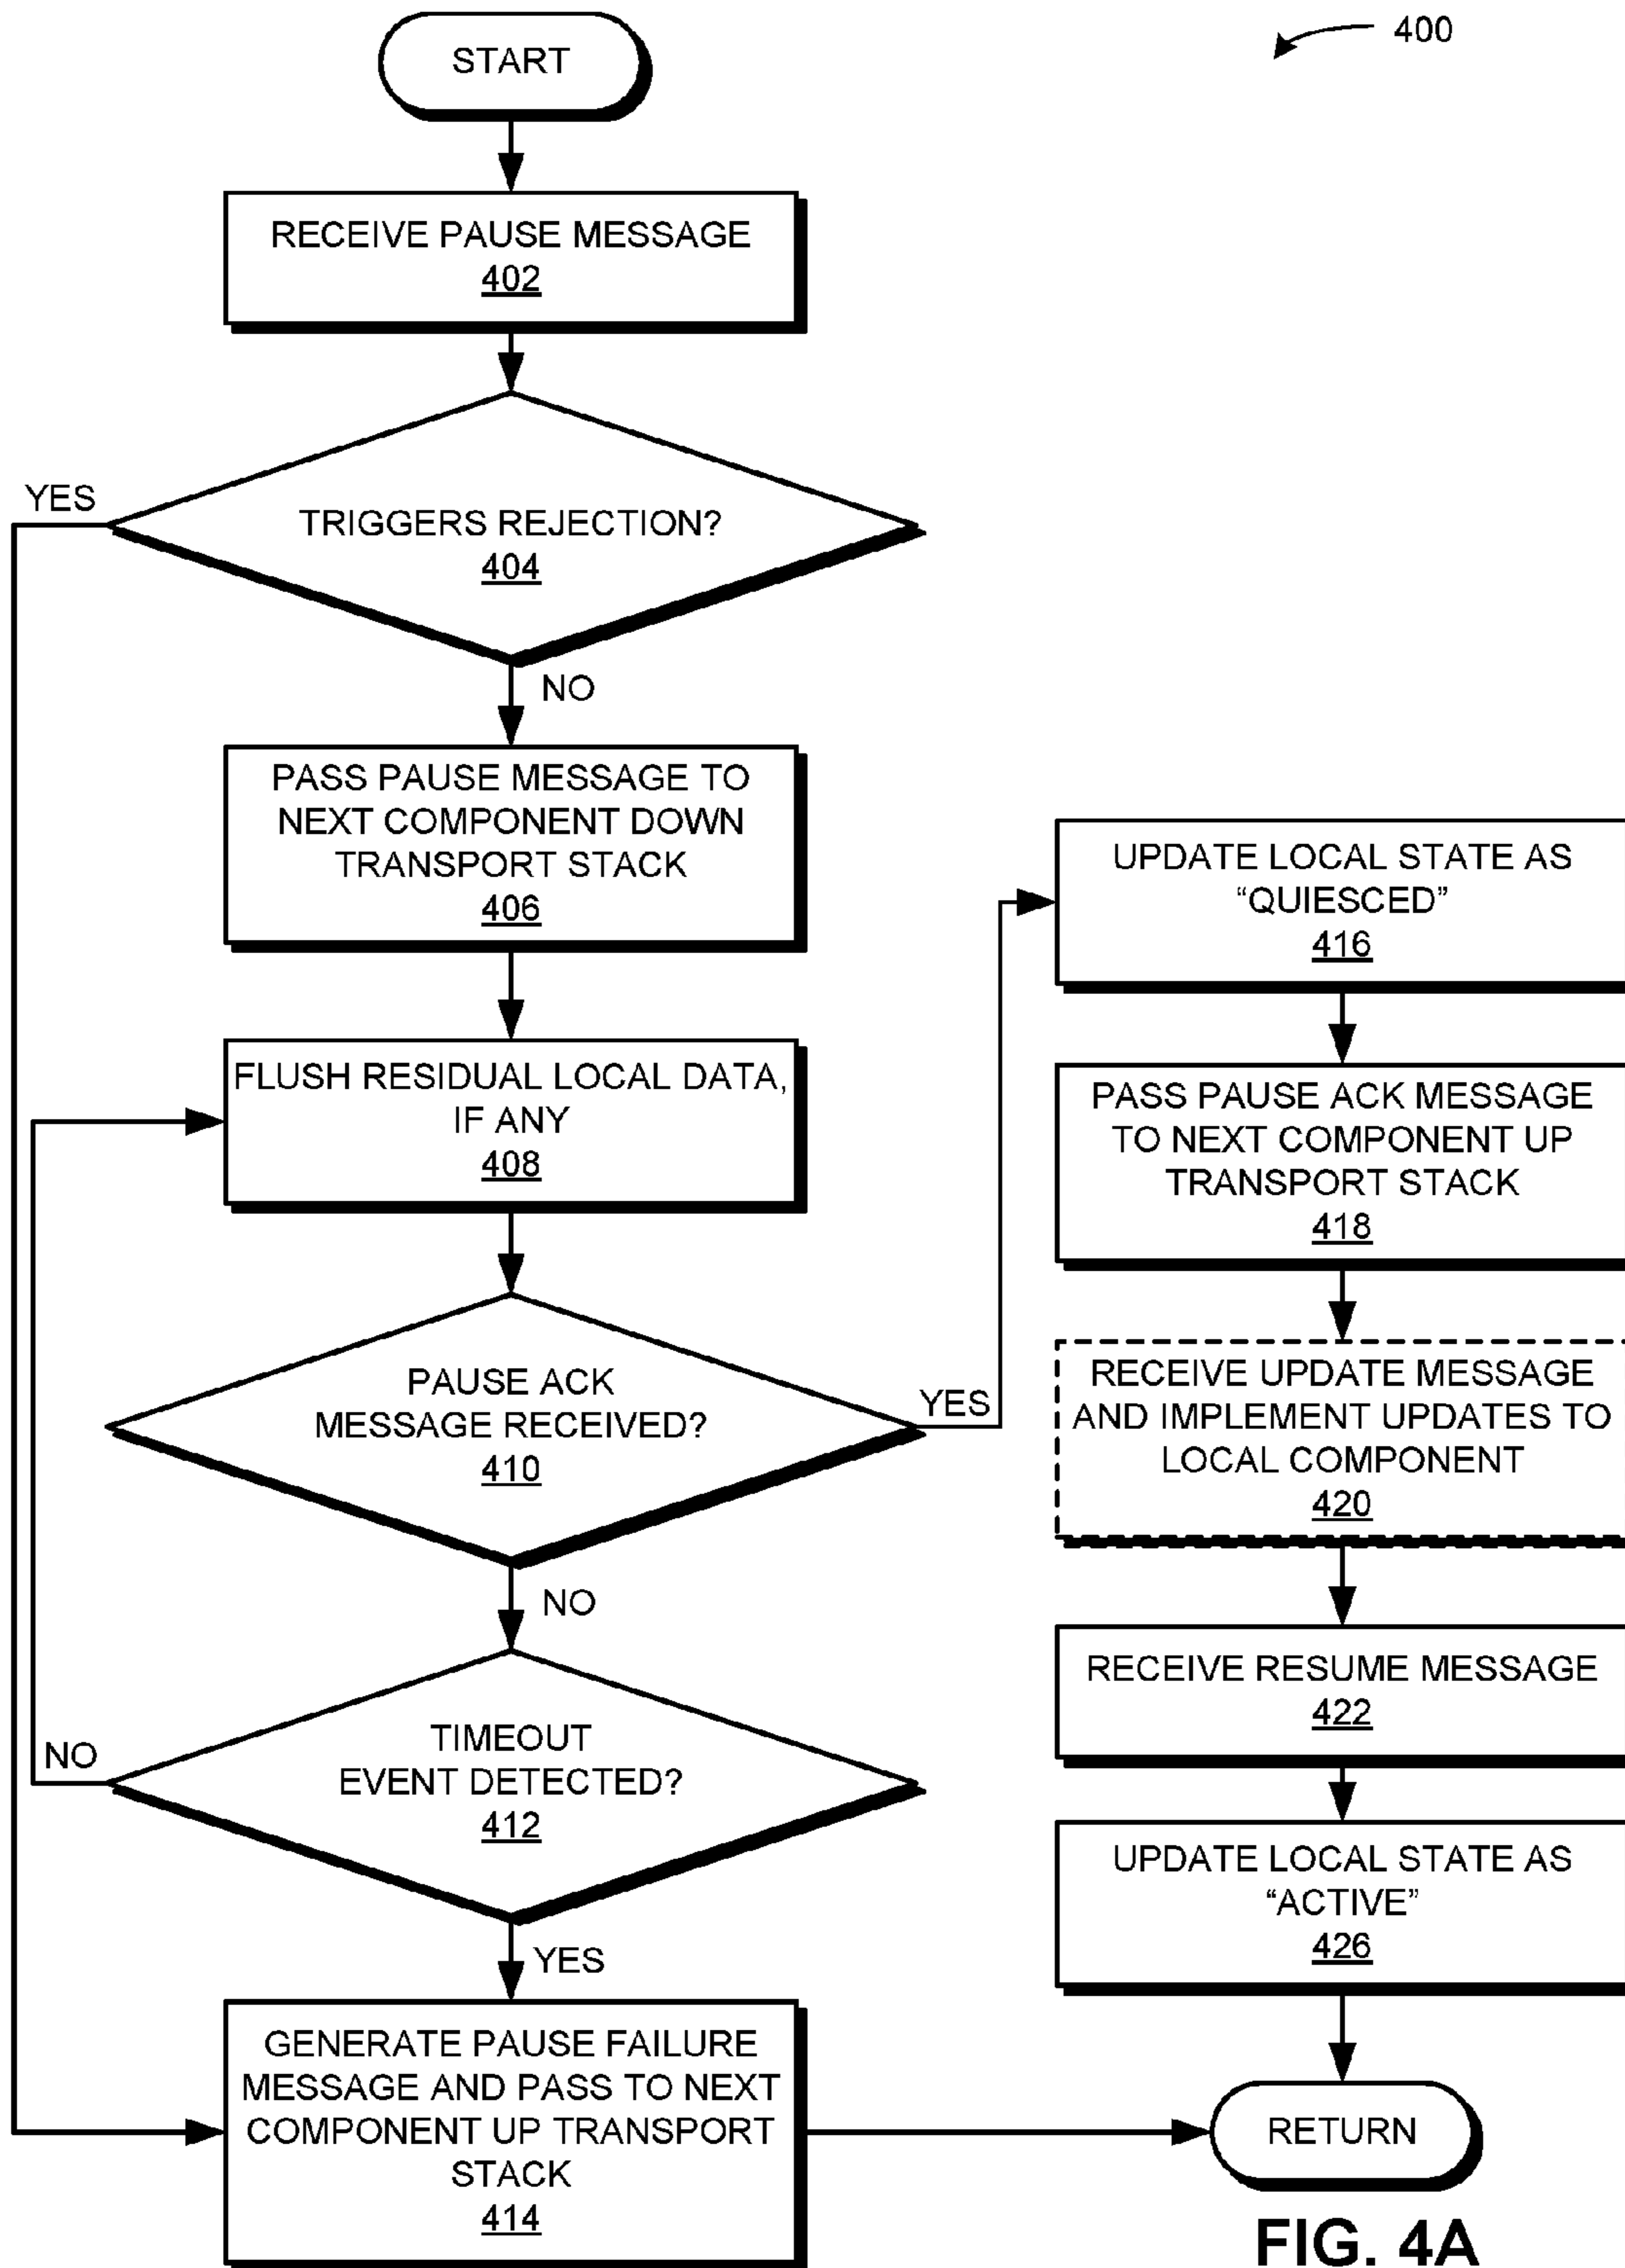 400
START
RECEIVE PAUSE MESSAGE
402
TRIGGERS REJECTION?
404
YES
NO
PASS PAUSE MESSAGE TO
NEXT COMPONENT DOWN
TRANSPORT STACK
406
FLUSH RESIDUAL LOCAL DATA,
IF ANY
408
PAUSE ACK
MESSAGE RECEIVED?
410
YES
NO
TIMEOUT
EVENT DETECTED?
412
NO
YES
GENERATE PAUSE FAILURE
MESSAGE AND PASS TO NEXT
COMPONENT UP TRANSPORT
STACK
414
UPDATE LOCAL STATE AS
“QUIESCED”
416
PASS PAUSE ACK MESSAGE
TO NEXT COMPONENT UP
TRANSPORT STACK
418
RECEIVE UPDATE MESSAGE
AND IMPLEMENT UPDATES TO
LOCAL COMPONENT
420
RECEIVE RESUME MESSAGE
422
UPDATE LOCAL STATE AS
“ACTIVE”
426
RETURN
FIG. 4A